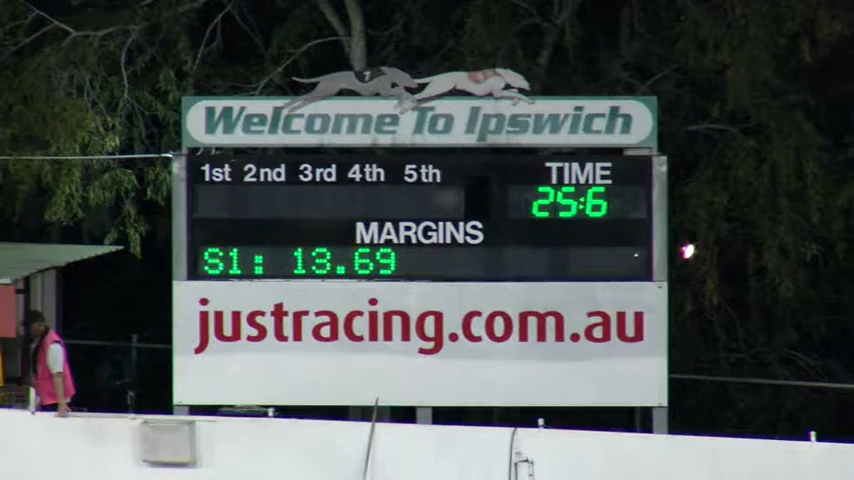 Welcome To Ipswich
1st 2nd 3rd 4th 5th TIME
25:6
MARGINS
S1: 13.69
justracing.com.au